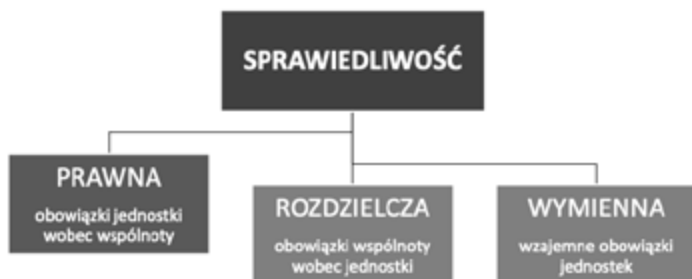 SPRAWIEDLIWOŚĆ
PRAWNA
obowiązki jednostki
wobec wspólnoty
ROZDZIELCZA
obowiązki wspólnoty
wobec jednostki
WYMIENNA
wzajemne obowiązki
jednostek